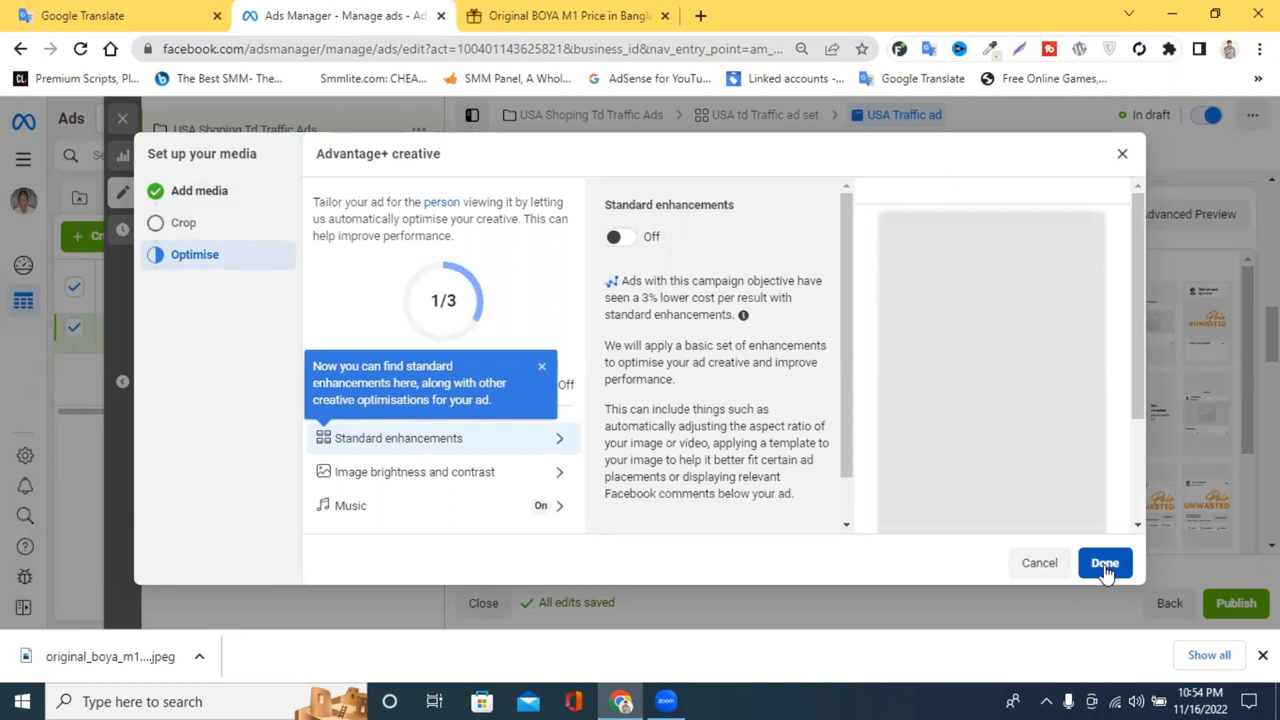 Google Translate
Ads Manager - Manage ads - Ad
Original BOYA M1 Price in Bangl
facebook.com/adsmanager/manage/ads/edit?act=1004011436258218&business_id&nav_entry_point=am_...
Premium Scripts, Pl...
The Best SMM- The...
Smmlite.com: CHEA...
SMM Panel, A Whol...
AdSense for YouTu...
Linked accounts -...
Google Translate
Free Online Games,...
Ads
USA Shoping Td Traffic Ads
USA Shoping Td Traffic Ads
USA td Traffic Ad set
USA Traffic ad
In draft
Set up your media
Add media
Crop
Optimise
Advantage+ creative
Tailor your ad for the person viewing it by letting
us automatically optimise your creative. This can
help improve performance.
1/3
Now you can find standard
enhancements here, along with other
creative optimisations for your ad.
Off
Standard enhancements
Image brightness and contrast
Music
On
Standard enhancements
Off
Ads with this campaign objective have
seen a 3% lower cost per result with
standard enhancements.
We will apply a basic set of enhancements
to optimise your ad creative and improve
performance.
This can include things such as
automatically adjusting the aspect ratio of
your image or video, applying a template to
your image to help it better fit certain ad
placements or displaying relevant
Facebook comments below your ad.
dvanced Preview
Pair
UNWASTED
UNWASTED
UNWASTED
Cancel
Done
Close
All edits saved
Back
Publish
original_boya_m1....jpeg
Show all
Type here to search
10:54 PM
11/16/2022